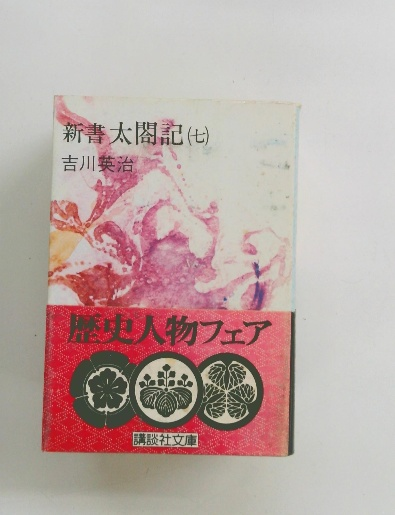 新書太閤記(七)
吉川英治
歴史人物フェア
講談社文庫